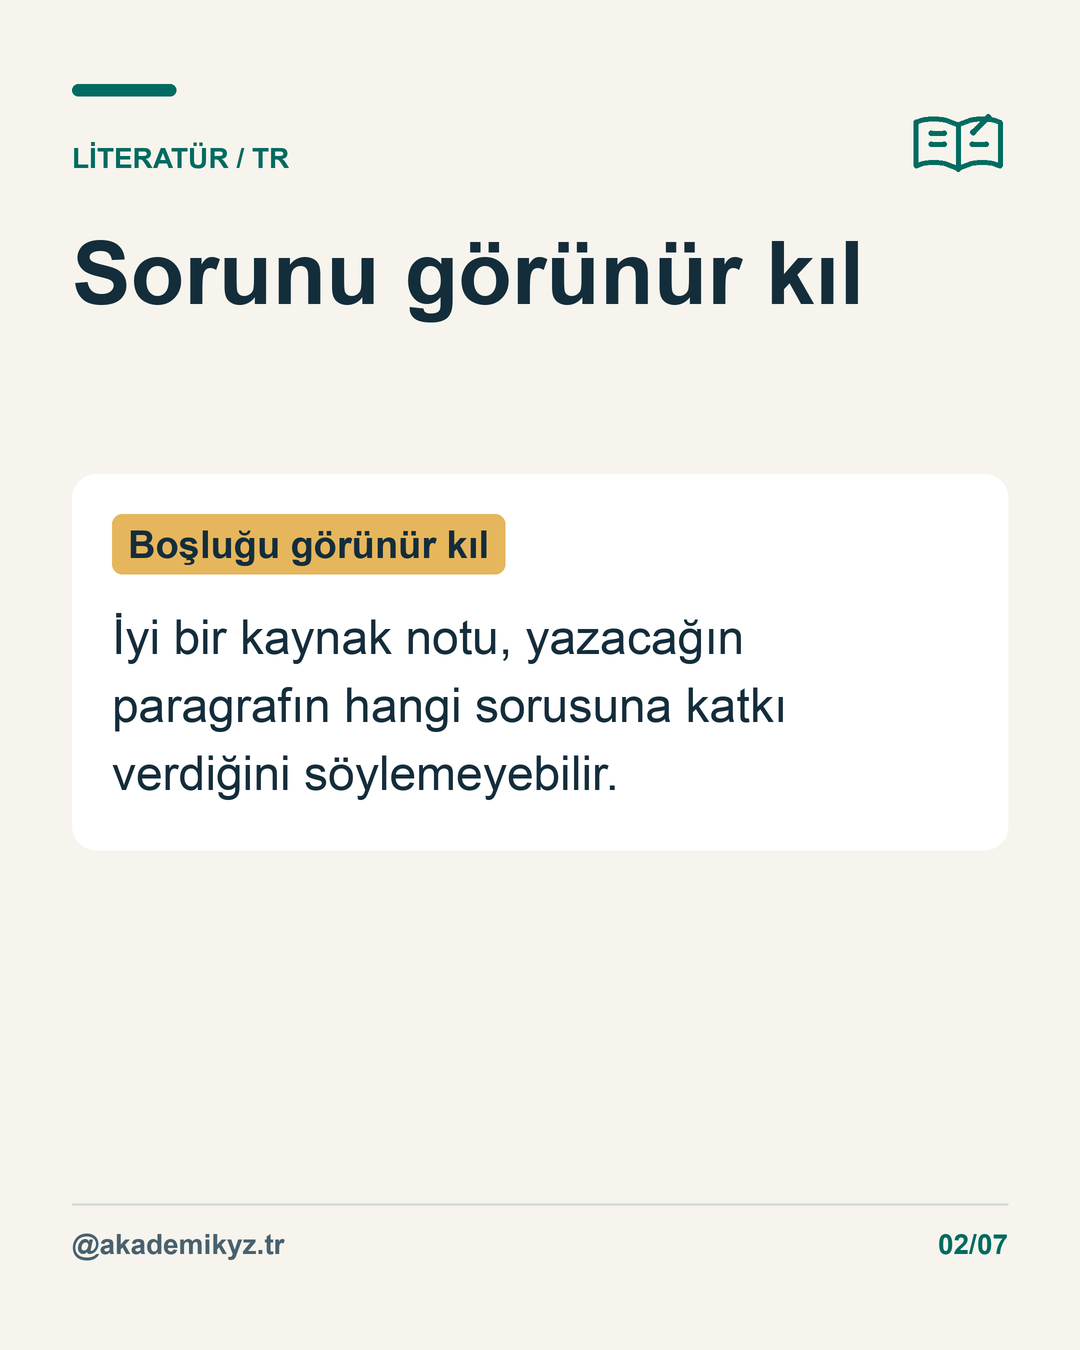 LİTERATÜR / TR
Sorunu görünür kıl
Boşluğu görünür kıl
İyi bir kaynak notu, yazacağın
paragrafın hangi sorusuna katkı
verdiğini söylemeyebilir.
@akademikyz.tr
02/07